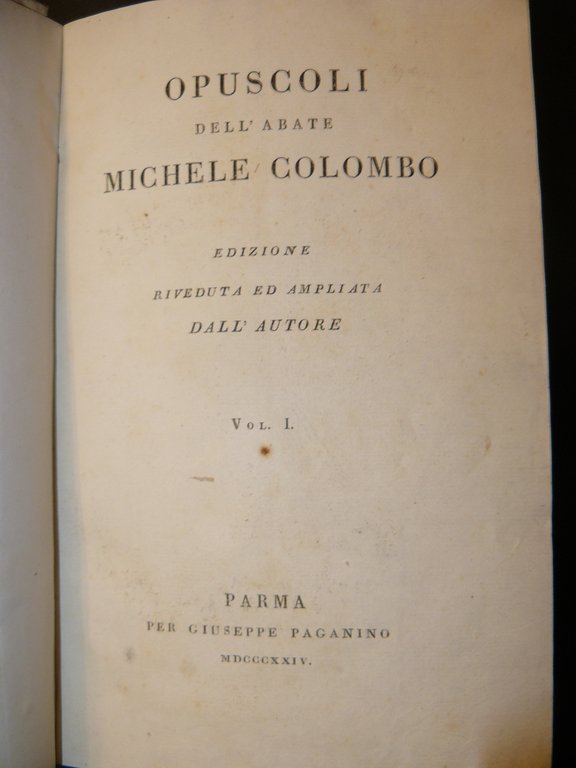 OPUSCOLI
DELL' ABATE
MICHELE COLOMBO
EDIZIONE
RIVEDUTA ED AMPLIATA
DALL' AUTORE
VOL. I.
PARMA
PER GIUSEPPE PAGANINO
MDCCCXXIV.